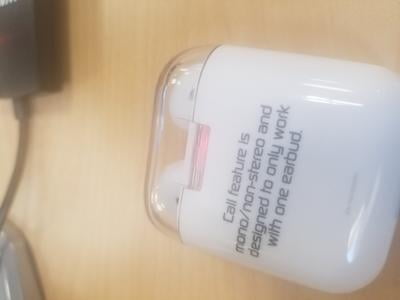 Call feature is
mono/non-stereo and
designed to only work
with one earbud.